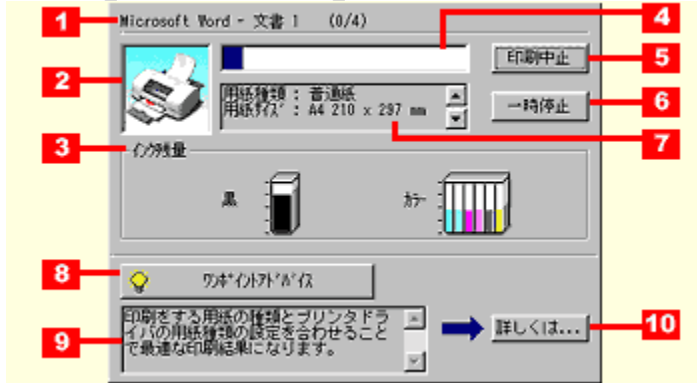 1
Microsoft Word - 文書 1 (0/4)
4
2
印刷中止
5
用紙種類 : 普通紙
用紙ｻｲｽﾞ : A4 210 x 297 mm
一時停止
6
7
3
ｲﾝｸ残量
黒
ｶﾗｰ
8
ﾜﾝﾎﾟｲﾝﾄｱﾄﾞﾊﾞｲｽ
印刷をする用紙の種類とプリンタドラ
イバの用紙種類の設定を合わせること
で最適な印刷結果になります。
9
詳しくは...
10